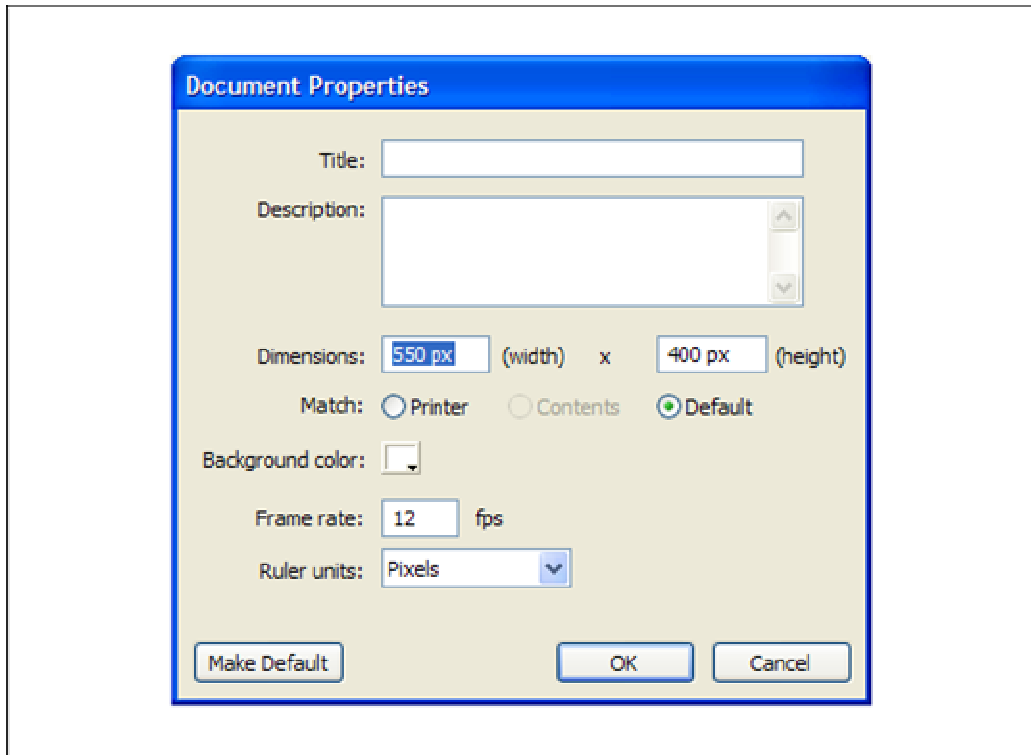 Document Properties
Title:
Description:
Dimensions: 550 px (width) x 400 px (height)
Match: Printer Contents Default
Background color:
Frame rate: 12 fps
Ruler units: Pixels
Make Default OK Cancel